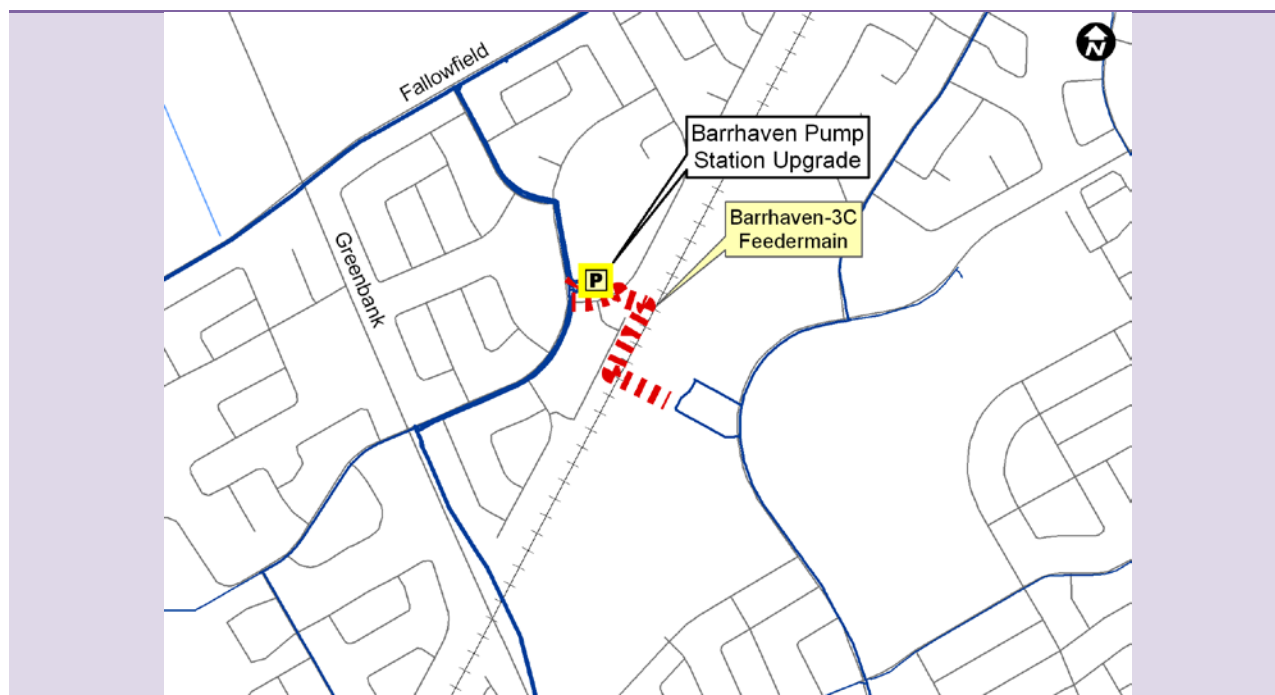 N
Fallowfield
Barrhaven Pump
Station Upgrade
Barrhaven-3C
Feedermain
Greenbank
P